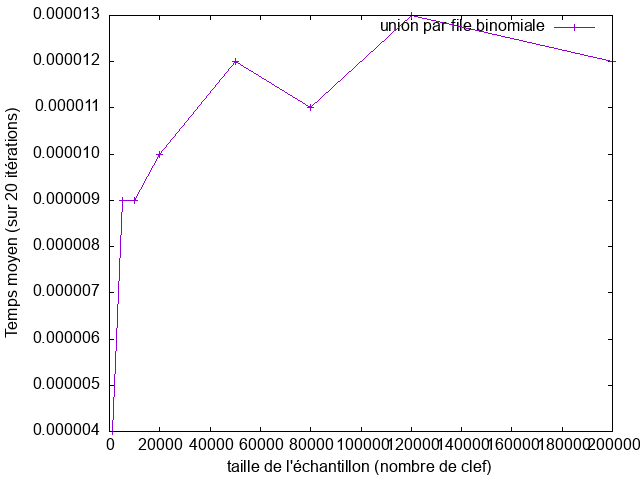 0.000013
union par file binomiale
0.000012
0.000011
0.000010
0.000009
0.000008
0.000007
0.000006
0.000005
0.000004
Temps moyen (sur 20 itérations)
0 20000 40000 60000 80000 100000 120000 140000 160000 180000 200000
taille de l'échantillon (nombre de clef)